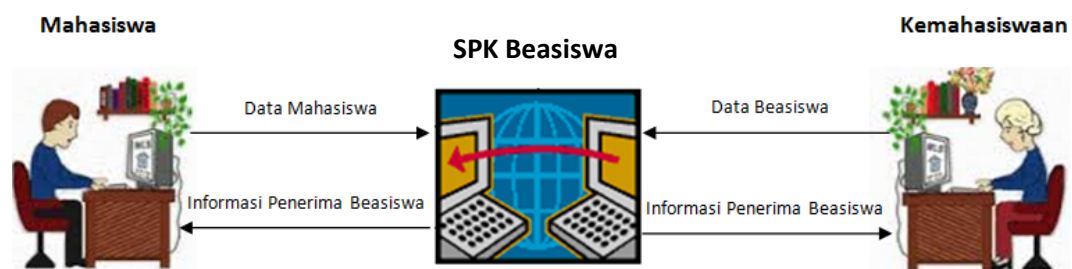 Mahasiswa
SPK Beasiswa
Kemahasiswaan
Data Mahasiswa
Data Beasiswa
Informasi Penerima Beasiswa
Informasi Penerima Beasiswa